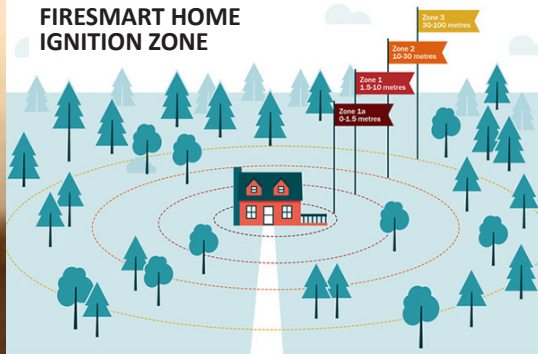 FIRESMART HOME
IGNITION ZONE
Zone 3
30-100 metres
Zone 2
10-30 metres
Zone 1
1.5-10 metres
Zone 1a
0-1.5 metres